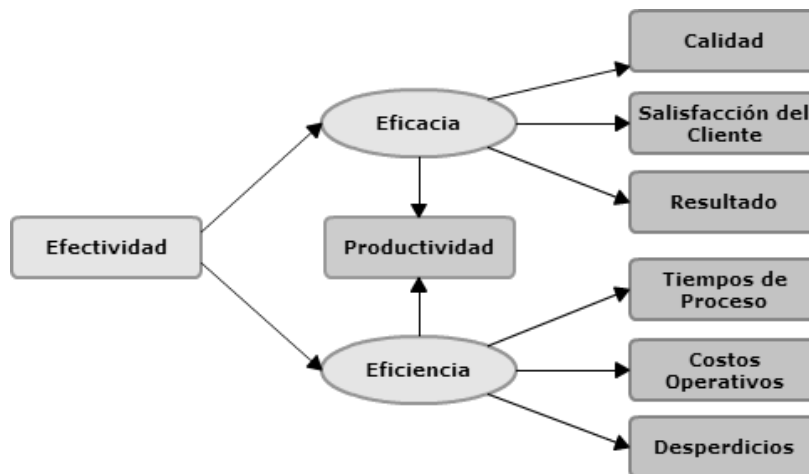 Calidad
Eficacia
Salisfacción del
Cliente
Resultado
Efectividad
Productividad
Tiempos de
Proceso
Eficiencia
Costos
Operativos
Desperdicios